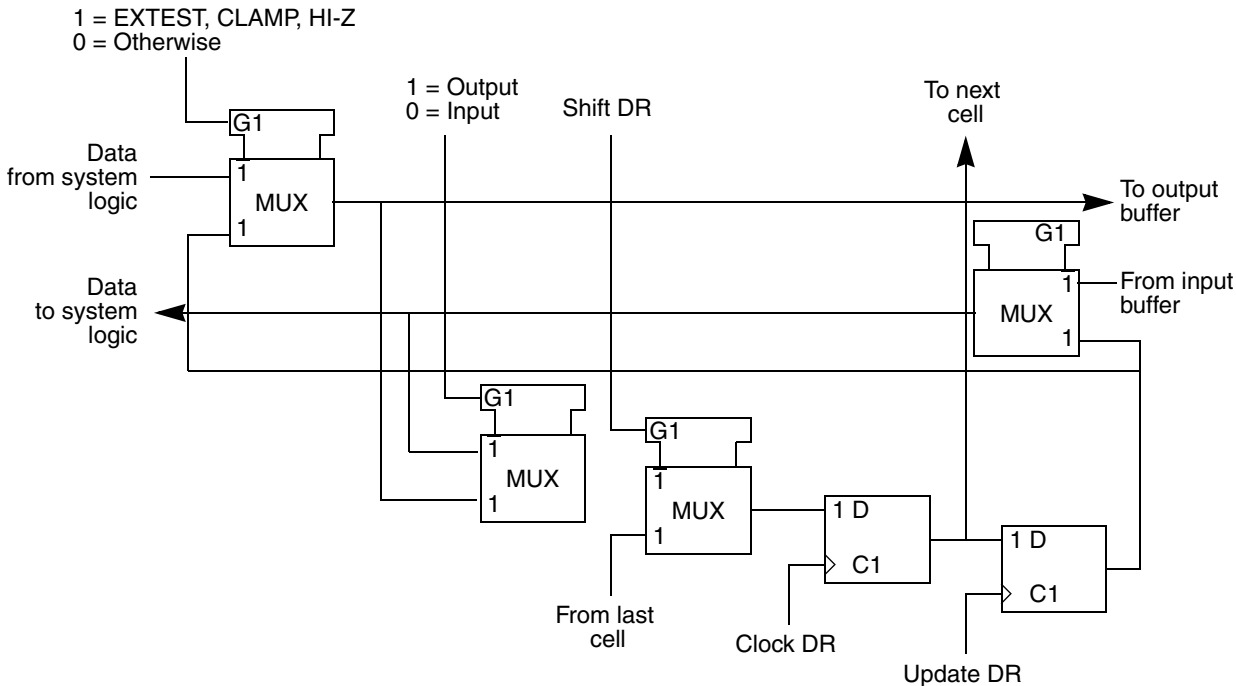 1 = EXTEST, CLAMP, HI-Z
0 = Otherwise
1 = Output
0 = Input
Shift DR
To next
cell
G1
Data
from system
logic
1
MUX
1
To output
buffer
G1
Data
to system
logic
1
MUX
1
From input
buffer
G1
1
MUX
1
G1
1
MUX
1
1 D
C1
1 D
C1
From last
cell
Clock DR
Update DR